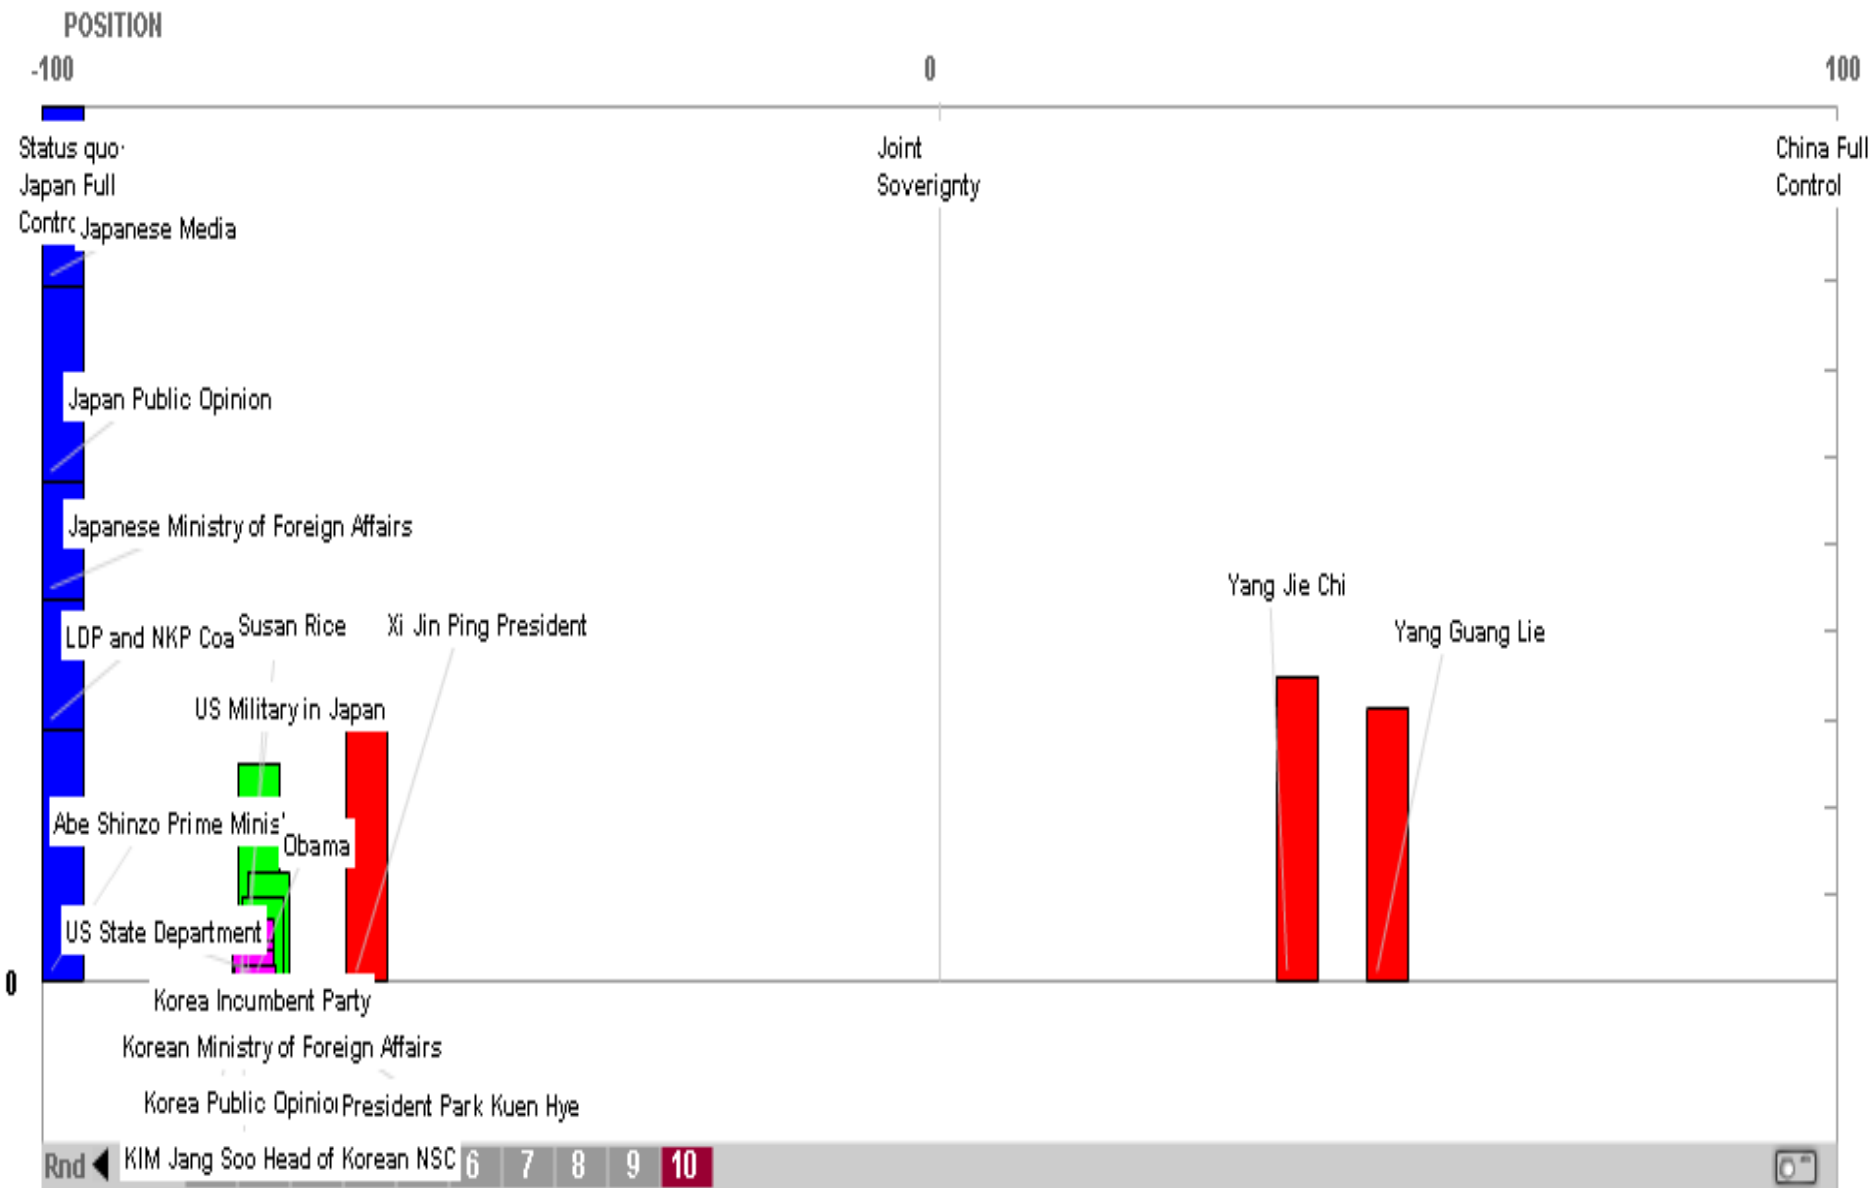 POSITION
-100 0 100
Status quo-
Japan Full
Contrc
Joint
Soverignty
China Full
Control
Japanese Media
Japan Public Opinion
Japanese Ministry of Foreign Affairs
Yang Jie Chi
LDP and NKP Coa
Susan Rice
Xi Jin Ping President
Yang Guang Lie
US Military in Japan
Abe Shinzo Prime Minis
Obama
US State Department
0
Korea Incumbent Party
Korean Ministry of Foreign Affairs
Korea Public Opinio
President Park Kuen Hye
Rnd
KIM Jang Soo Head of Korean NSC
6 7 8 9 10